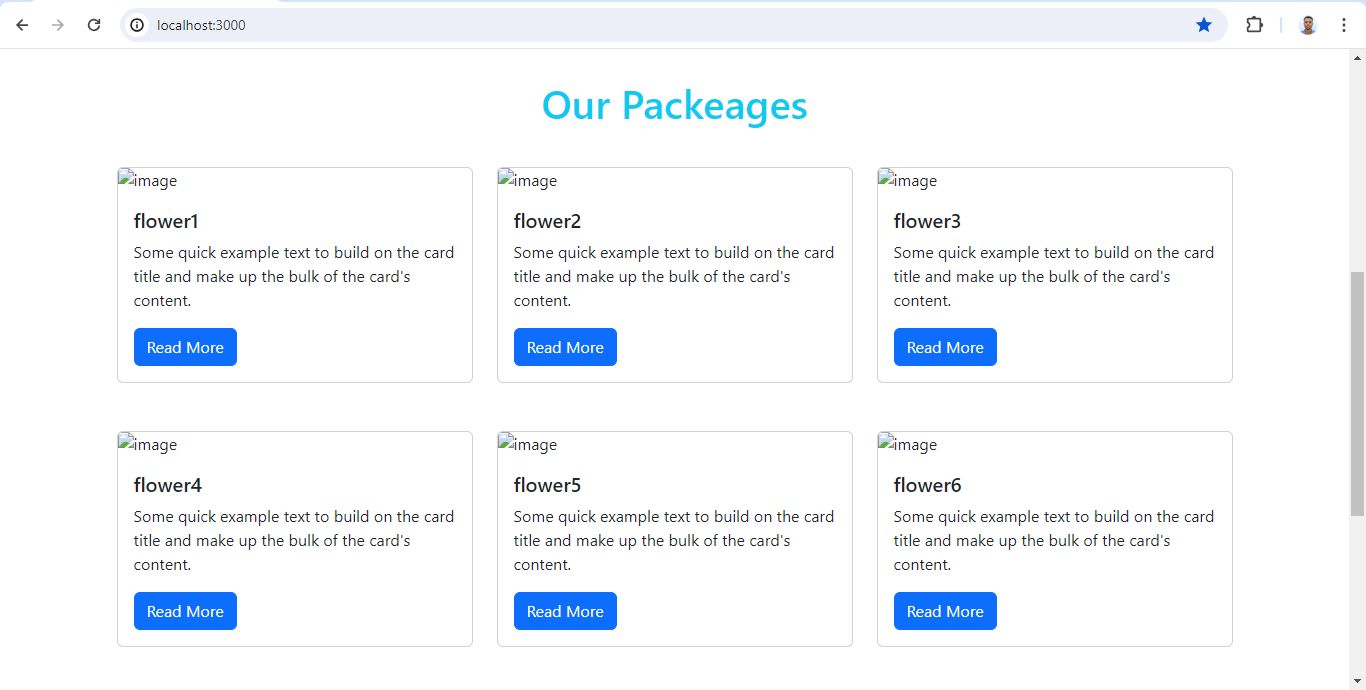 localhost:3000
Our Packeages
image
flower1
Some quick example text to build on the card
title and make up the bulk of the card's
content.
Read More
image
flower2
Some quick example text to build on the card
title and make up the bulk of the card's
content.
Read More
image
flower3
Some quick example text to build on the card
title and make up the bulk of the card's
content.
Read More
image
flower4
Some quick example text to build on the card
title and make up the bulk of the card's
content.
Read More
image
flower5
Some quick example text to build on the card
title and make up the bulk of the card's
content.
Read More
image
flower6
Some quick example text to build on the card
title and make up the bulk of the card's
content.
Read More